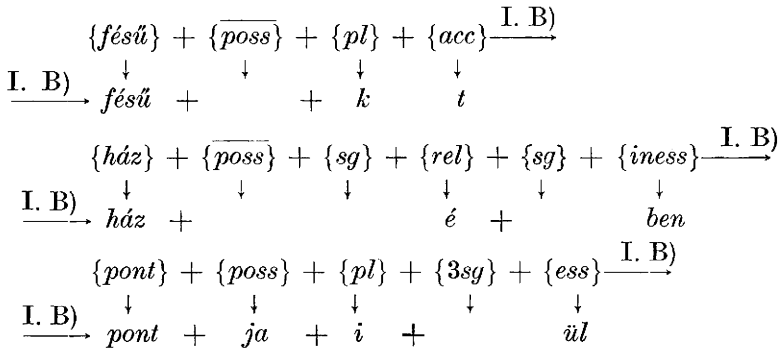 {fésű} + {poss} + {pl} + {acc} I. B)
↓ ↓ ↓ ↓
I. B) fésű + + k t
{ház} + {poss} + {sg} + {rel} + {sg} + {iness} I. B)
↓ ↓ ↓ ↓ ↓ ↓
I. B) ház + é + ben
{pont} + {poss} + {pl} + {3sg} + {ess} I. B)
↓ ↓ ↓ ↓ ↓
I. B) pont + ja + i + ül